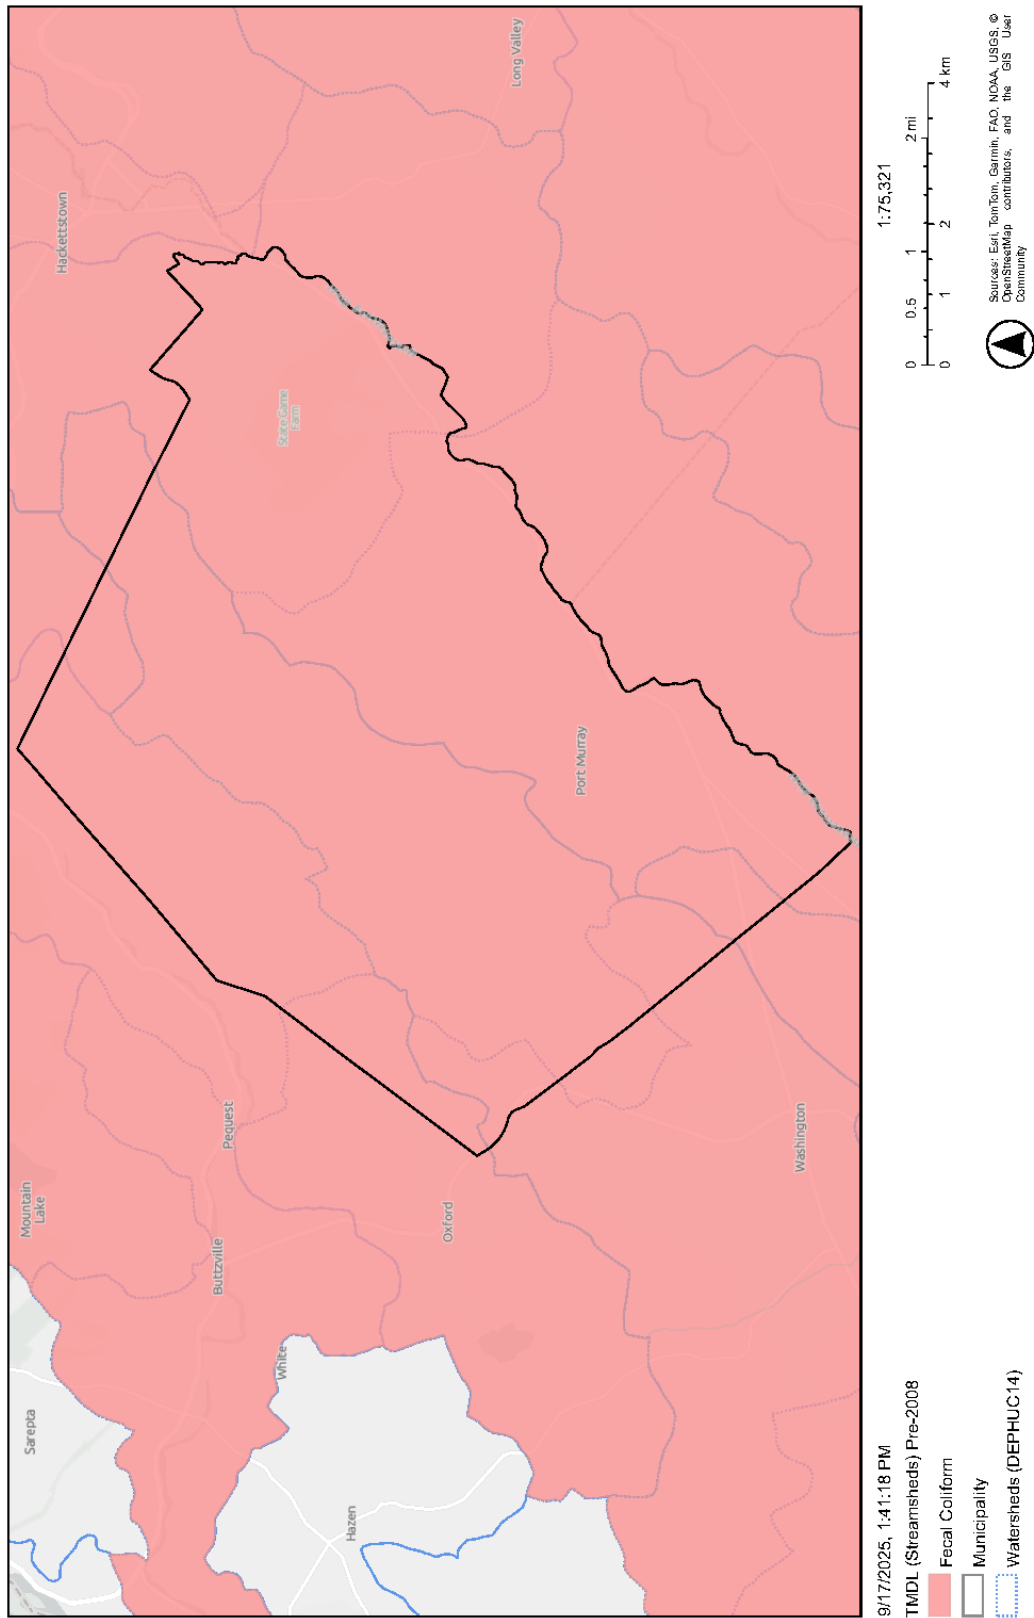 Sarepta
Mountain
Lake
Hackettstown
Buttzville
Pequest
White
State Game
Farm
Long Valley
Hazen
Oxford
Port Murray
Washington
9/17/2025, 1:41:18 PM
TMDL (Streamsheds) Pre-2008
Fecal Coliform
Municipality
Watersheds (DEPHUC14)
1:75,321
0 0.5 1 2 mi
0 1 2 4 km
Sources: Esri, TomTom, Garmin, FAO, NOAA, USGS, ©
OpenStreetMap contributors, and the GIS User
Community